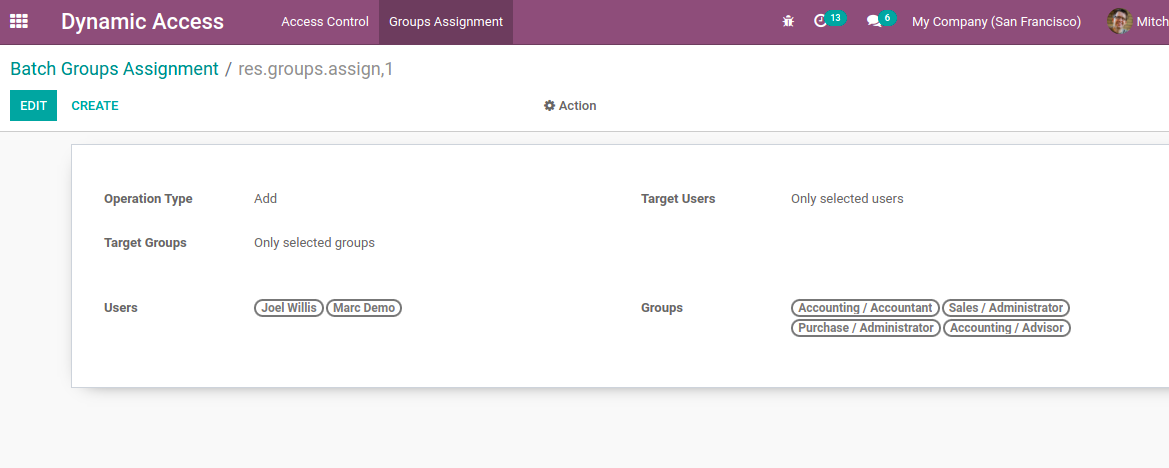 Dynamic Access Access Control Groups Assignment 13 6 My Company (San Francisco) Mitch
Batch Groups Assignment / res.groups.assign,1
EDIT CREATE Action
Operation Type Add Target Users Only selected users
Target Groups Only selected groups
Users Joel Willis Marc Demo Groups Accounting / Accountant Sales / Administrator
Purchase / Administrator Accounting / Advisor